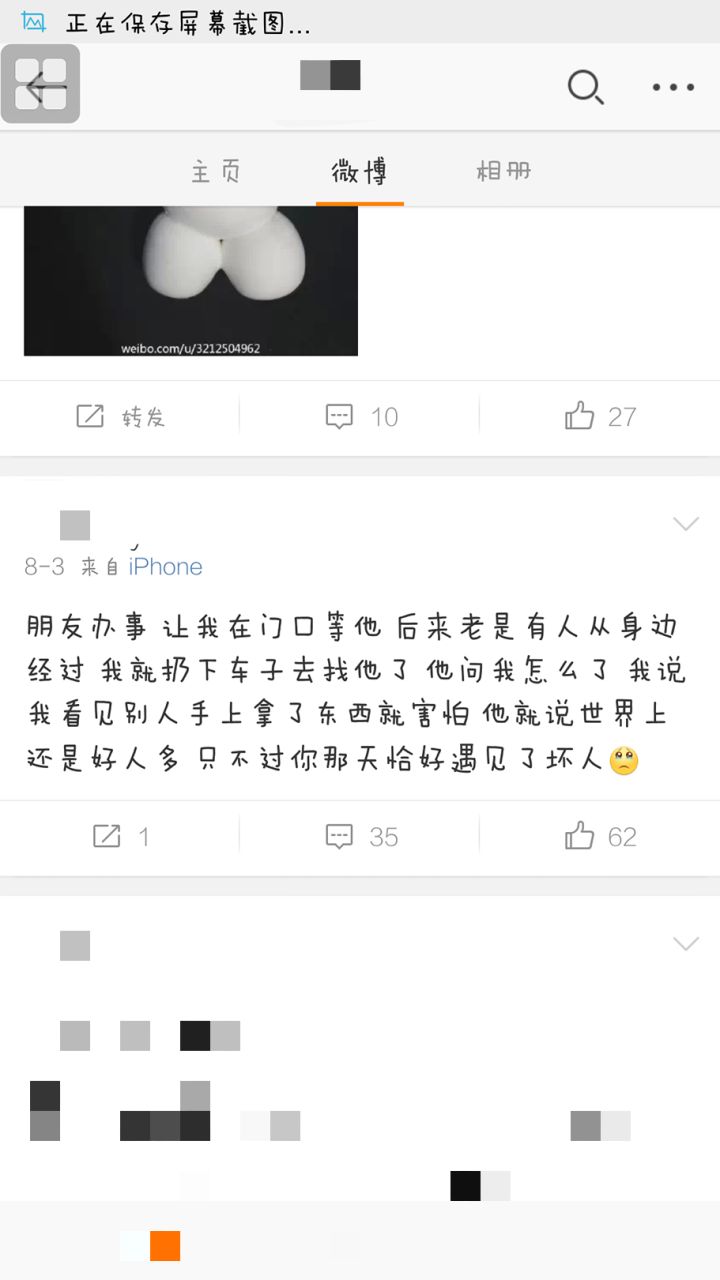 正在保存屏幕截图...
主页 微博 相册
weibo.com/u/3212504962
转发 10 27
8-3 来自 iPhone
朋友办事 让我在门口等他 后来老是有人从身边
经过 我就扔下车子去找他了 他问我怎么了 我说
我看见别人手上拿了东西就害怕 他就说世界上
还是好人多 只不过你那天恰好遇见了坏人
1 35 62